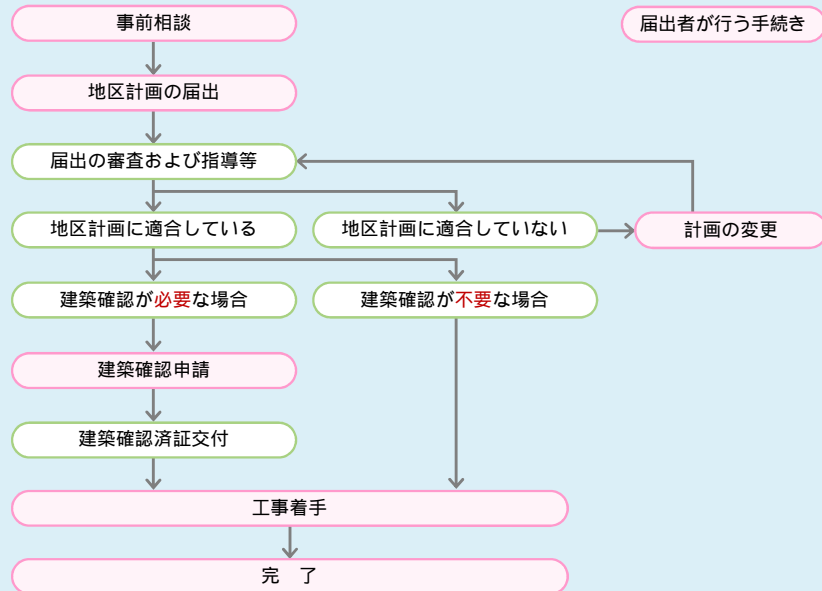 事前相談
届出者が行う手続き
地区計画の届出
届出の審査および指導等
地区計画に適合している
地区計画に適合していない
計画の変更
建築確認が必要な場合
建築確認が不要な場合
建築確認申請
建築確認済証交付
工事着手
完　了